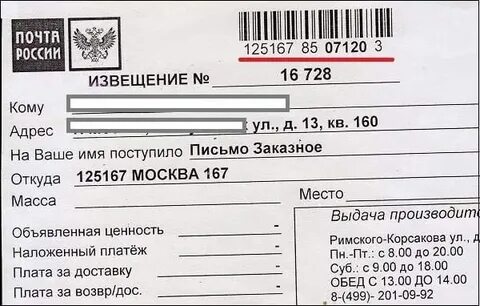 ПОЧТА
РОССИИ
125167 85 07120 3
ИЗВЕЩЕНИЕ № 16 728
Кому
Адрес ул., д. 13, кв. 160
На Ваше имя поступило Письмо Заказное
Откуда 125167 МОСКВА 167
Масса Место
Объявленная ценность -
Наложенный платёж -
Плата за доставку -
Плата за возвр/дос. -
Выдача производит
Римского-Корсакова ул., д
Пн.-Пт.: с 8.00 до 20.00
Суб.: с 9.00 до 18.00
ОБЕД С 13.00 ДО 14.00
8-(499)- 201-09-92